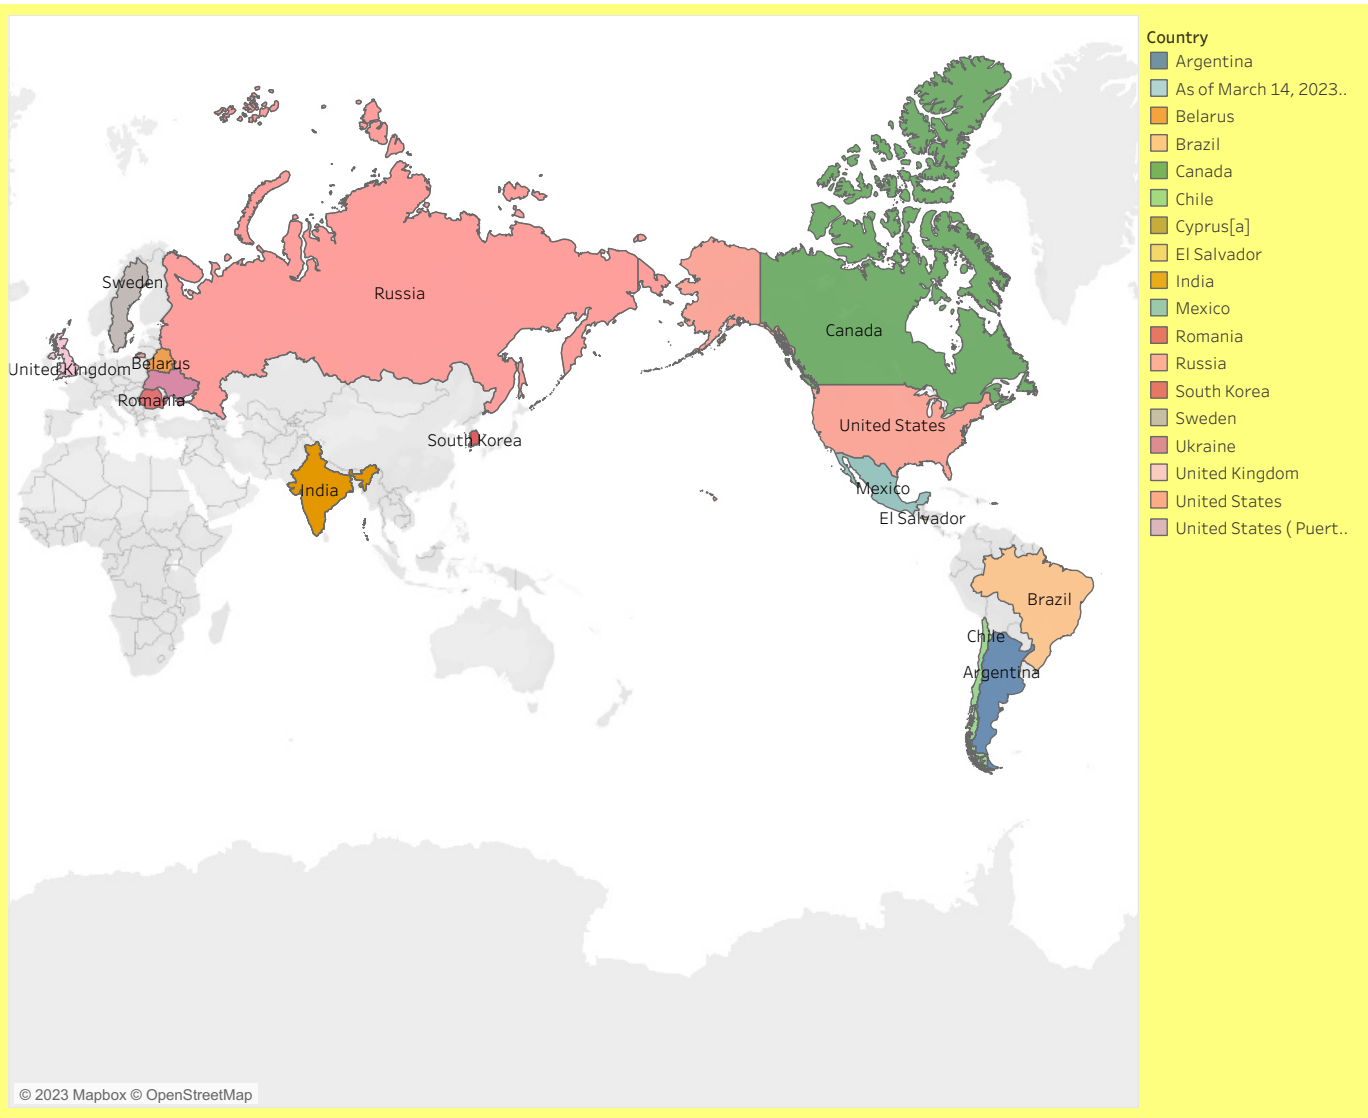 Country
Argentina
As of March 14, 2023..
Belarus
Brazil
Canada
Chile
Cyprus[a]
El Salvador
India
Mexico
Romania
Russia
South Korea
Sweden
Ukraine
United Kingdom
United States
United States ( Puert..
Sweden
Russia
Canada
United Kingdom
Belarus
Romania
United States
South Korea
India
Mexico
El Salvador
Brazil
Chile
Argentina
© 2023 Mapbox © OpenStreetMap